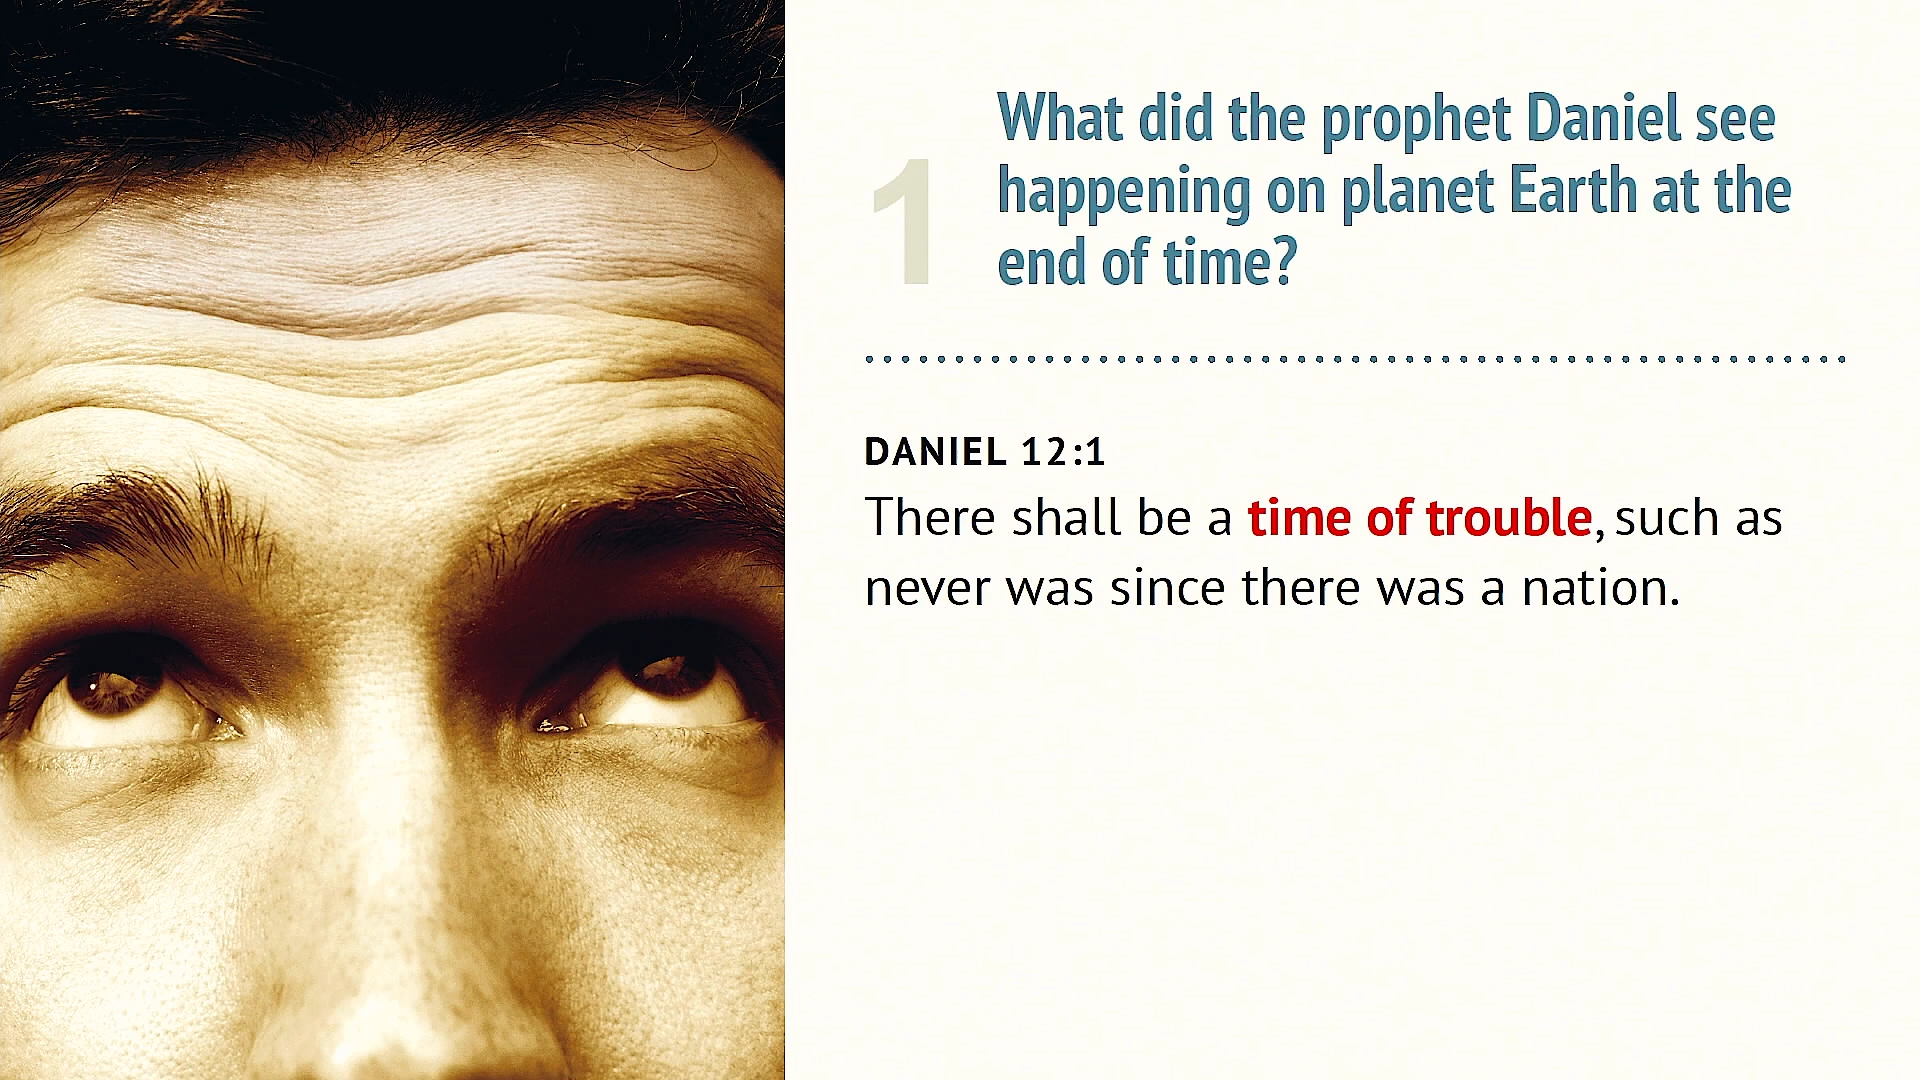 1
What did the prophet Daniel see
happening on planet Earth at the
end of time?
DANIEL 12:1
There shall be a time of trouble, such as
never was since there was a nation.